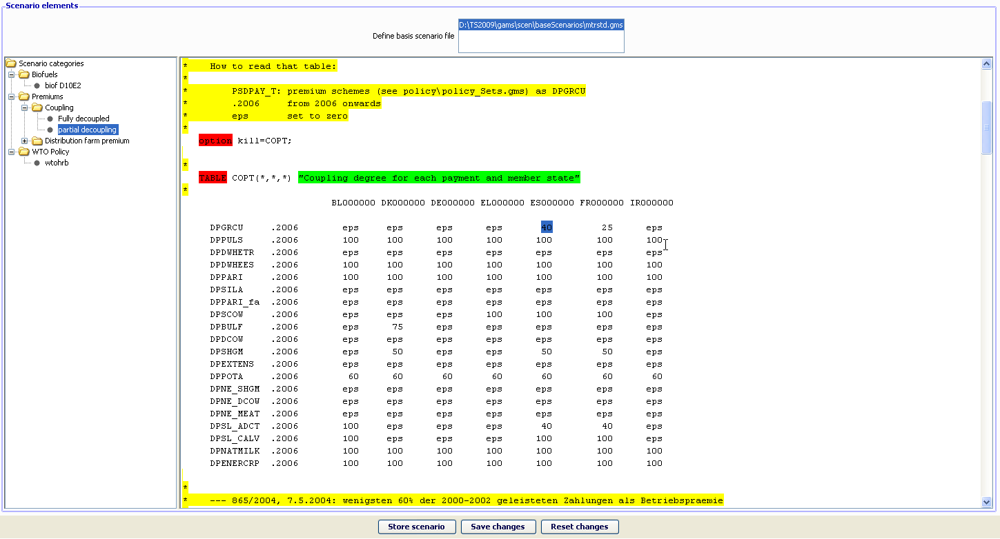 Scenario elements
Define basis scenario file
D:\TS2009\gams\scen\baseScenarios\mtrstd.gms
Scenario categories
Biofuels
biof D10E2
Premiums
Coupling
Fully decoupled
partial decoupling
Distribution farm premium
WTO Policy
wtohrb
* How to read that table:
*
* PSDPAY_T: premium schemes (see policy\policy_Sets.gms) as DPGRCU
* .2006 from 2006 onwards
* eps set to zero
*
option kill=COPT;
*
TABLE COPT(*,*,*) "Coupling degree for each payment and member state"
*
BL000000 DK000000 DE000000 EL000000 ES000000 FR000000 IR000000
DPGRCU .2006 eps eps eps eps 40 25 eps
DPPULS .2006 100 100 100 100 100 100 100
DPDWHETR .2006 eps eps eps eps eps eps eps
DPDWHEES .2006 100 100 100 100 100 100 100
DPPARI .2006 100 100 100 100 100 100 100
DPSILA .2006 eps eps eps eps eps eps eps
DPPARI_fa .2006 eps eps eps eps eps eps eps
DPSCOW .2006 eps eps eps 100 100 100 eps
DPBULF .2006 eps 75 eps eps eps eps eps
DPDCOW .2006 eps eps eps eps eps eps eps
DPSHGM .2006 eps 50 eps eps 50 50 eps
DPEXTENS .2006 eps eps eps eps eps eps eps
DPPOTA .2006 60 60 60 60 60 60 60
DPNE_SHGM .2006 eps eps eps eps eps eps eps
DPNE_DCOW .2006 eps eps eps eps eps eps eps
DPNE_MEAT .2006 eps eps eps eps eps eps eps
DPSL_ADCT .2006 100 eps eps eps 40 40 eps
DPSL_CALV .2006 100 eps eps eps 100 100 eps
DPNATMILK .2006 100 100 100 100 100 100 100
DPENERCRP .2006 100 100 100 100 100 100 100
*
* --- 865/2004, 7.5.2004: wenigsten 60% der 2000-2002 geleisteten Zahlungen als Betriebspraemie
Store scenario
Save changes
Reset changes